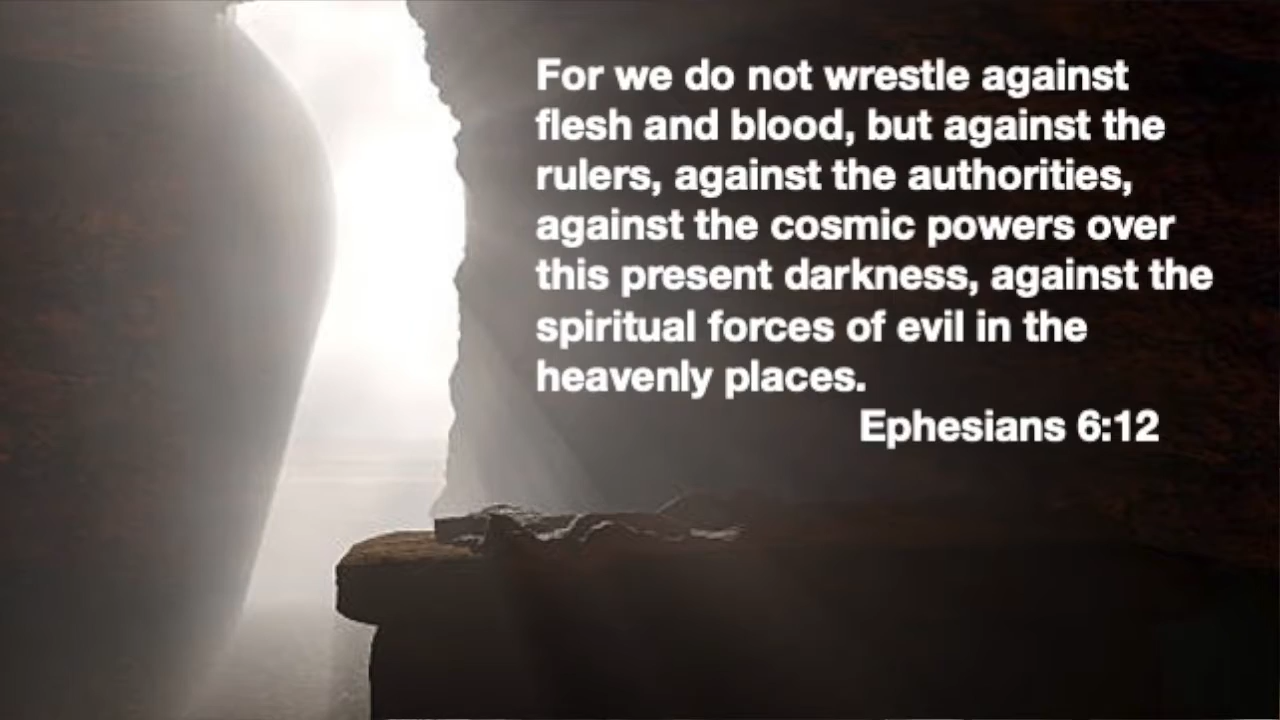 For we do not wrestle against
flesh and blood, but against the
rulers, against the authorities,
against the cosmic powers over
this present darkness, against the
spiritual forces of evil in the
heavenly places.
Ephesians 6:12